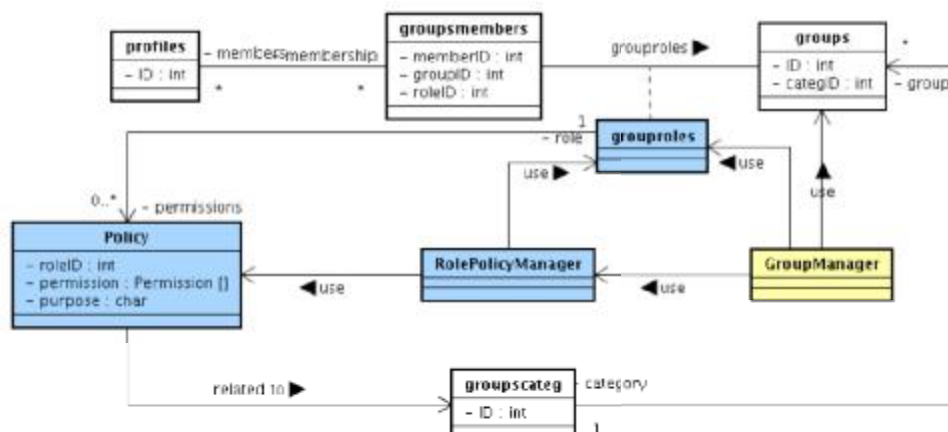 profiles
- ID : int
- members
membership
*
*
groupsmembers
- memberID : int
- groupID : int
- roleID : int
grouproles ▶
groups
- ID : int
- categID : int
*
- group
1
- role
grouproles
use ▶
◀ use
▲
use
0..*
- permissions
Policy
- roleID : int
- permission : Permission []
- purpose : char
◀ use
RolePolicyManager
◀ use
GroupManager
related to ▶
groupscateg
- ID : int
- category
1